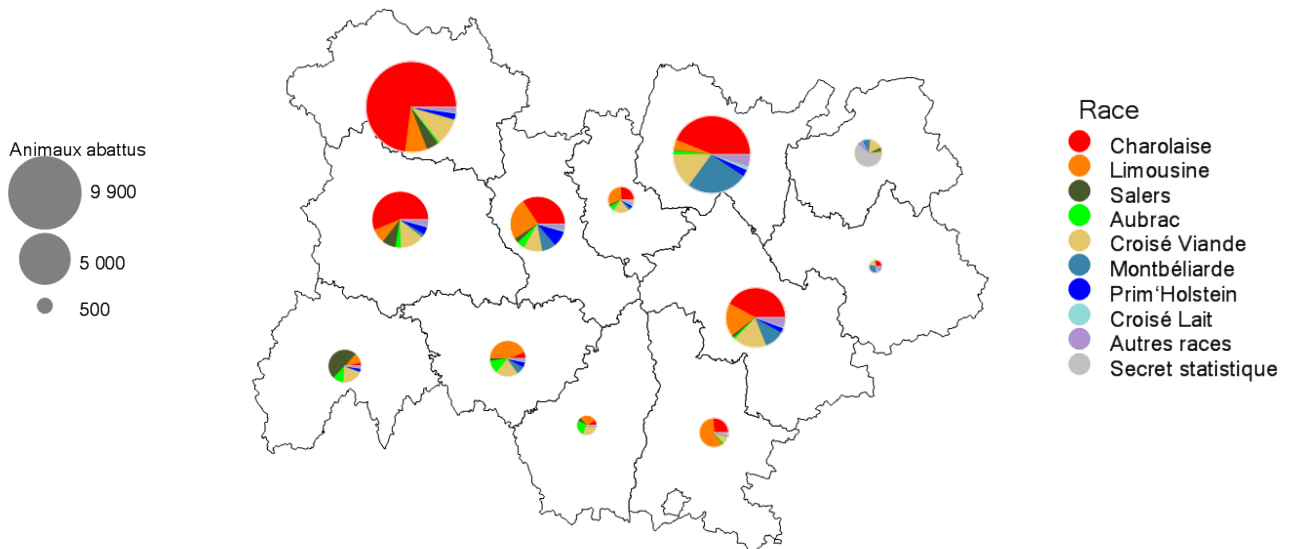 Animaux abattus
9 900
5 000
500
Race
Charolaise
Limousine
Salers
Aubrac
Croisé Viande
Montbéliarde
Prim‘Holstein
Croisé Lait
Autres races
Secret statistique